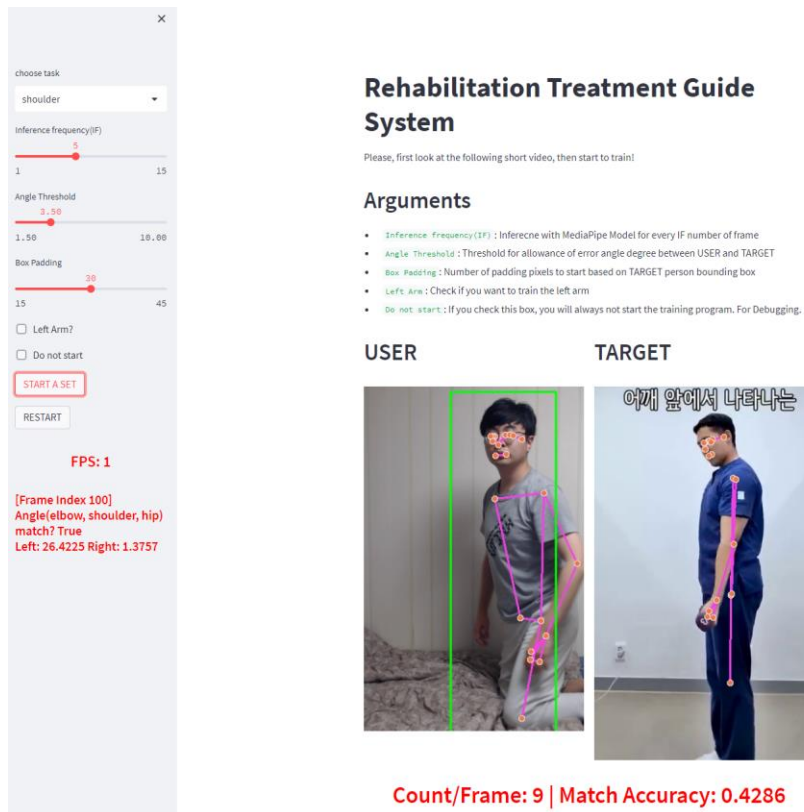 ×
choose task
shoulder
Inference frequency(IF)
5
1 15
Angle Threshold
3.50
1.50 10.00
Box Padding
30
15 45
Left Arm?
Do not start
START A SET
RESTART
FPS: 1
[Frame Index 100]
Angle(elbow, shoulder, hip)
match? True
Left: 26.4225 Right: 1.3757
Rehabilitation Treatment Guide
System
Please, first look at the following short video, then start to train!
Arguments
Inference frequency(IF) : Inferecne with MediaPipe Model for every IF number of frame
Angle Threshold : Threshold for allowance of error angle degree between USER and TARGET
Box Padding : Number of padding pixels to start based on TARGET person bounding box
Left Arm : Check if you want to train the left arm
Do not start : If you check this box, you will always not start the training program. For Debugging.
USER TARGET
어깨 앞에서 나타나는
Count/Frame: 9 | Match Accuracy: 0.4286